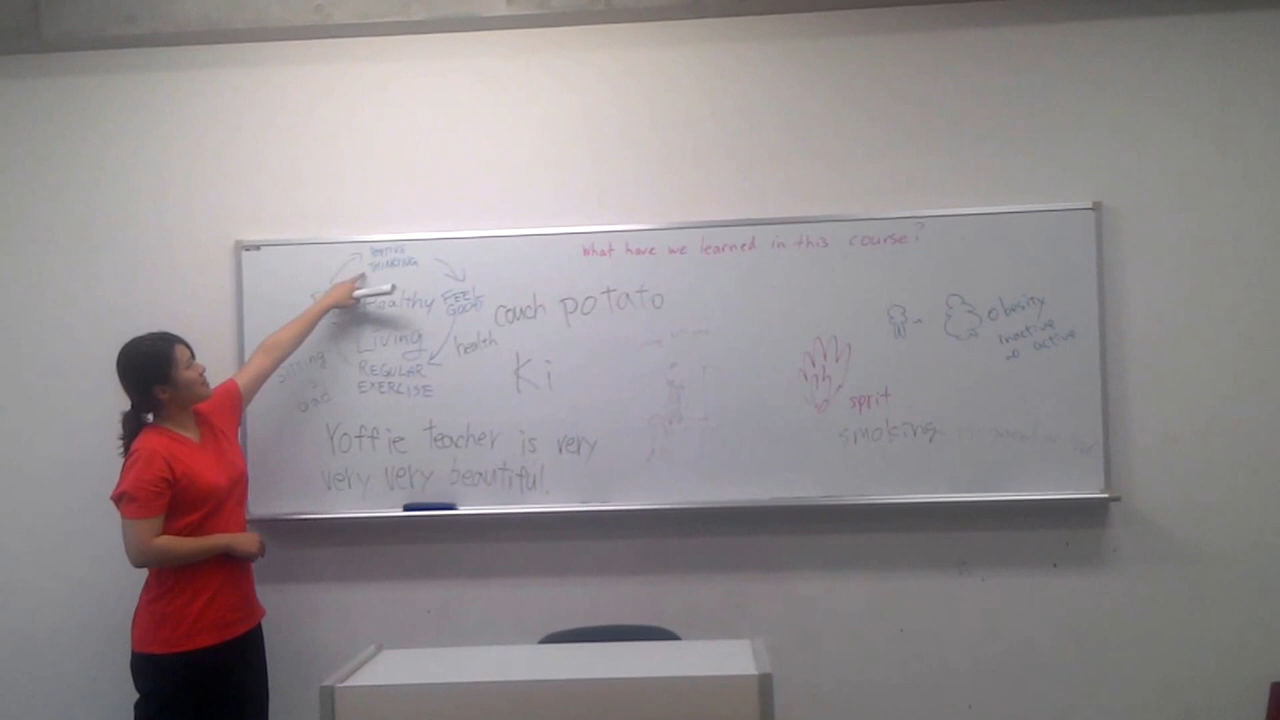 What have we learned in this course?
THINKING
Healthy
Living
FEEL
GOOD
health
REGULAR
EXERCISE
sitting
is
bad
couch potato
Ki
Yoffie teacher is very
very very beautiful.
sprit
smoking
obesity
inactive
active